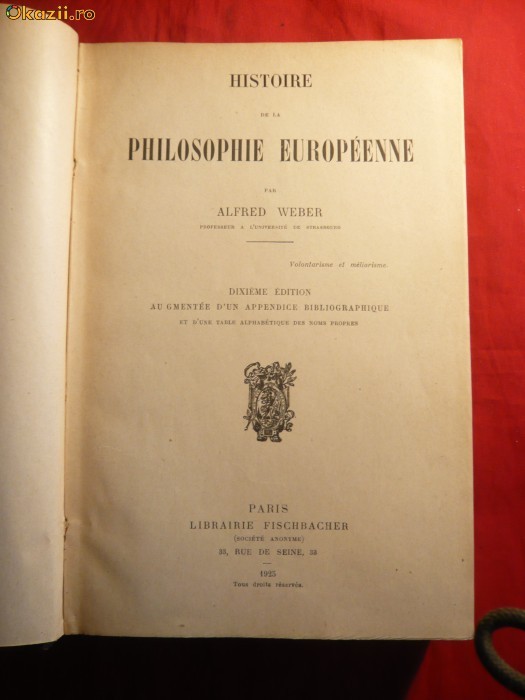 Okazii.ro
HISTOIRE
DE LA
PHILOSOPHIE EUROPÉENNE
PAR
ALFRED WEBER
PROFESSEUR A L'UNIVERSITÉ DE STRASBOURG
Volontarisme et méliorisme.
DIXIÈME ÉDITION
AUGMENTÉE D'UN APPENDICE BIBLIOGRAPHIQUE
ET D'UNE TABLE ALPHABÉTIQUE DES NOMS PROPRES
PARIS
LIBRAIRIE FISCHBACHER
(SOCIÉTÉ ANONYME)
33, RUE DE SEINE, 33
1925
Tous droits réservés.